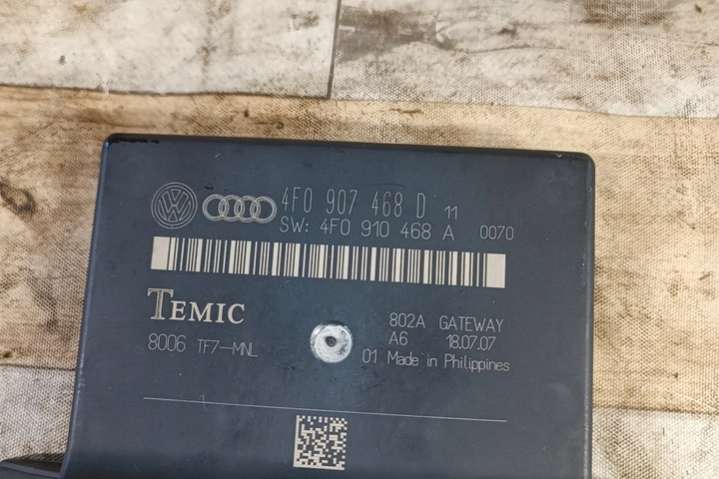 4F0 907 468 D 11
SW: 4F0 910 468 A 0070
TEMIC
802A GATEWAY
8006 TF7-MNL
A6 18.07.07
01 Made in Philippines